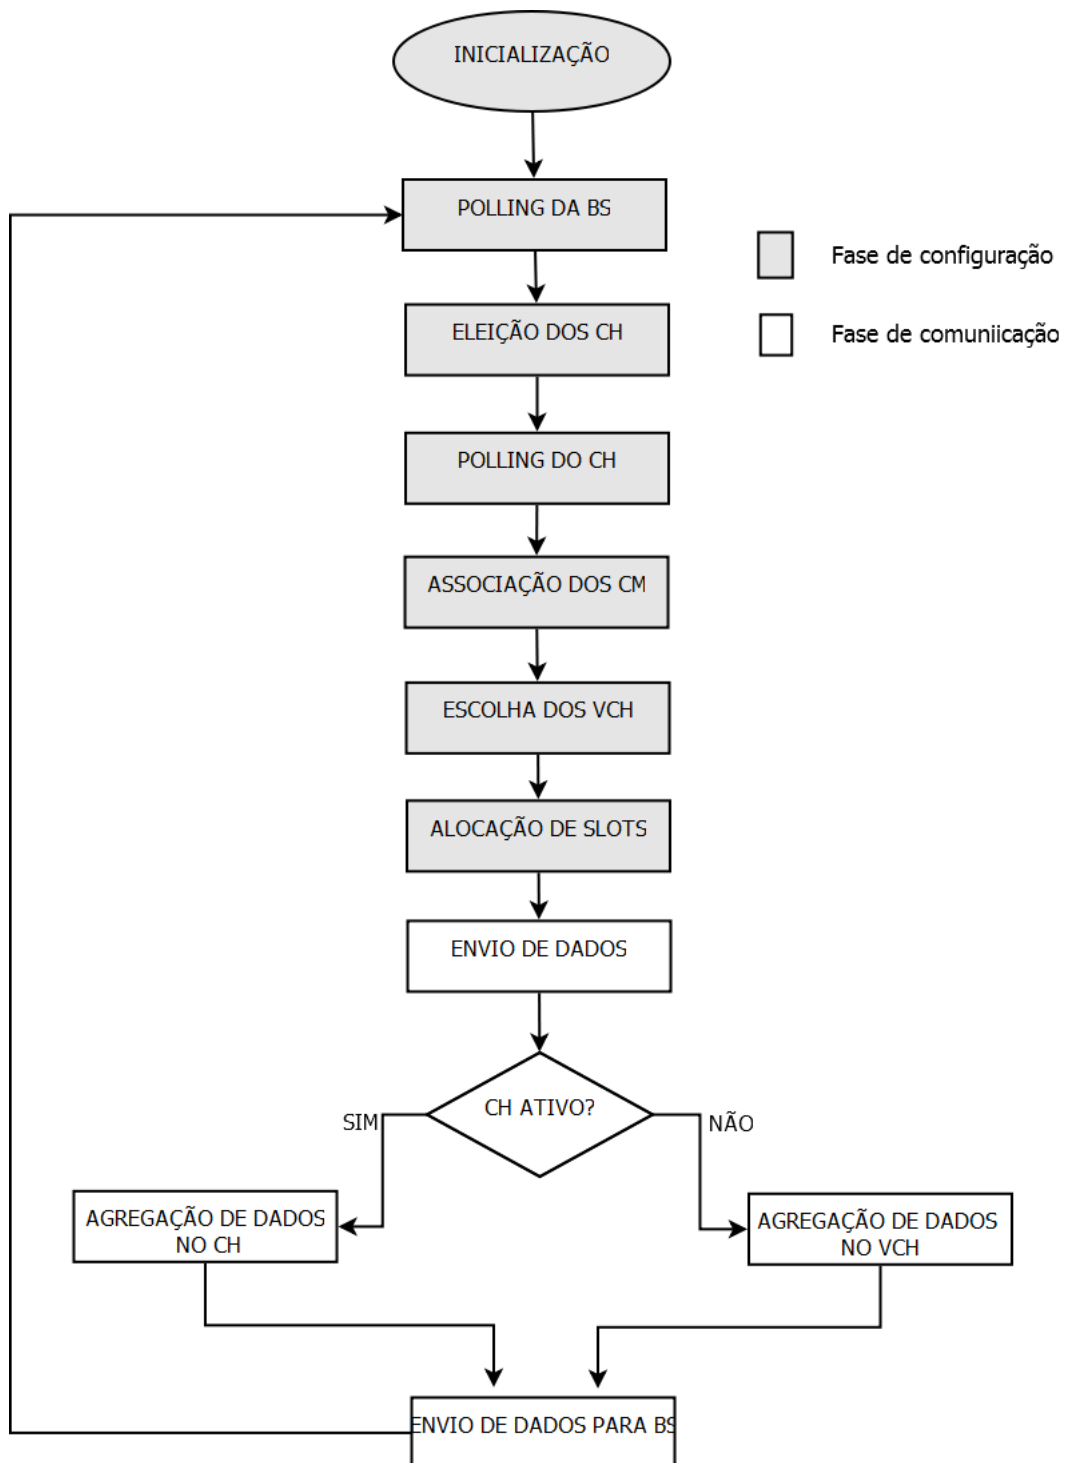 INICIALIZAÇÃO
POLLING DA BS
Fase de configuração
ELEIÇÃO DOS CH
Fase de comuniicação
POLLING DO CH
ASSOCIAÇÃO DOS CM
ESCOLHA DOS VCH
ALOCAÇÃO DE SLOTS
ENVIO DE DADOS
CH ATIVO?
SIM
NÃO
AGREGAÇÃO DE DADOS
NO CH
AGREGAÇÃO DE DADOS
NO VCH
ENVIO DE DADOS PARA BS